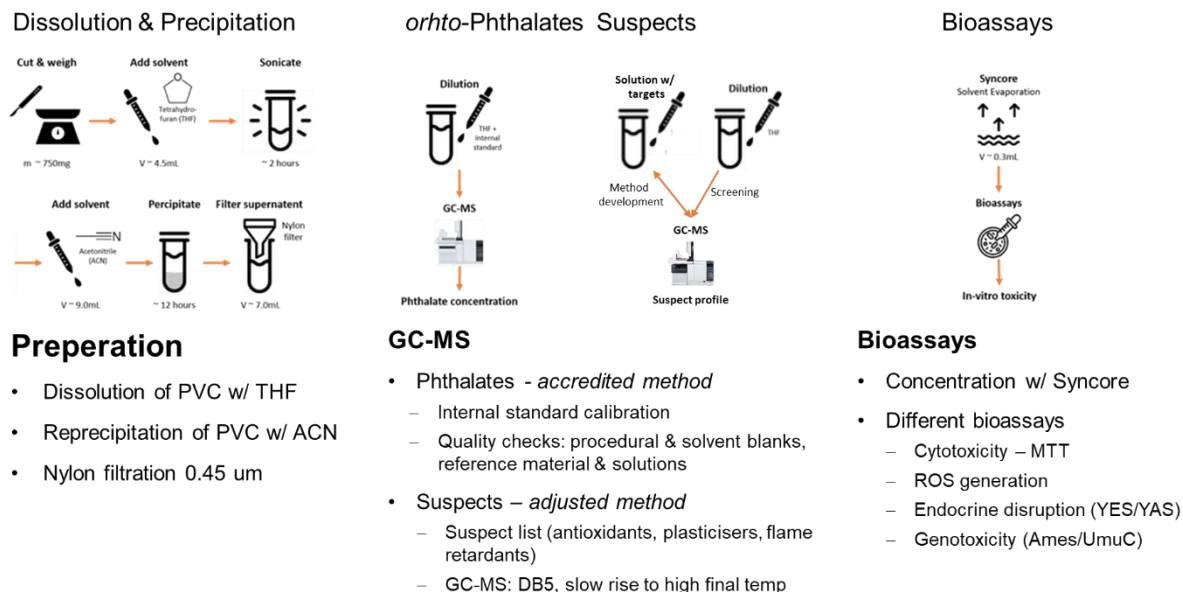 Dissolution & Precipitation
Cut & weigh
Add solvent
Sonicate
Tetrahydro-
furan (THF)
m ~ 750mg
V ~ 4.5mL
~ 2 hours
Add solvent
Percipitate
Filter supernatent
N
Acetonitrile
(ACN)
Nylon
filter
V ~ 9.0mL
~ 12 hours
V ~ 7.0mL
Preperation
• Dissolution of PVC w/ THF
• Reprecipitation of PVC w/ ACN
• Nylon filtration 0.45 um
orhto-Phthalates Suspects
Dilution
THF +
internal
standard
GC-MS
Phthalate concentration
Solution w/
targets
Dilution
THF
Method
development
Screening
GC-MS
Suspect profile
GC-MS
• Phthalates - accredited method
– Internal standard calibration
– Quality checks: procedural & solvent blanks,
reference material & solutions
• Suspects – adjusted method
– Suspect list (antioxidants, plasticisers, flame
retardants)
– GC-MS: DB5, slow rise to high final temp
Bioassays
Syncore
Solvent Evaporation
V ~ 0.3mL
Bioassays
In-vitro toxicity
Bioassays
• Concentration w/ Syncore
• Different bioassays
– Cytotoxicity – MTT
– ROS generation
– Endocrine disruption (YES/YAS)
– Genotoxicity (Ames/UmuC)